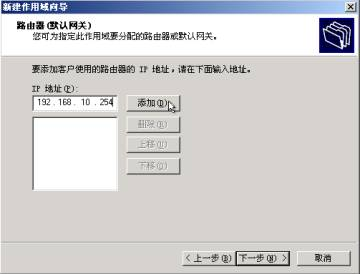 新建作用域向导
路由器(默认网关)
您可为指定此作用域要分配的路由器或默认网关。
要添加客户使用的路由器的 IP 地址，请在下面输入地址。
IP 地址(P):
192 .168 . 10 .254
添加(D)
删除(R)
上移(U)
下移(O)
< 上一步(B)
下一步(N) >
取消